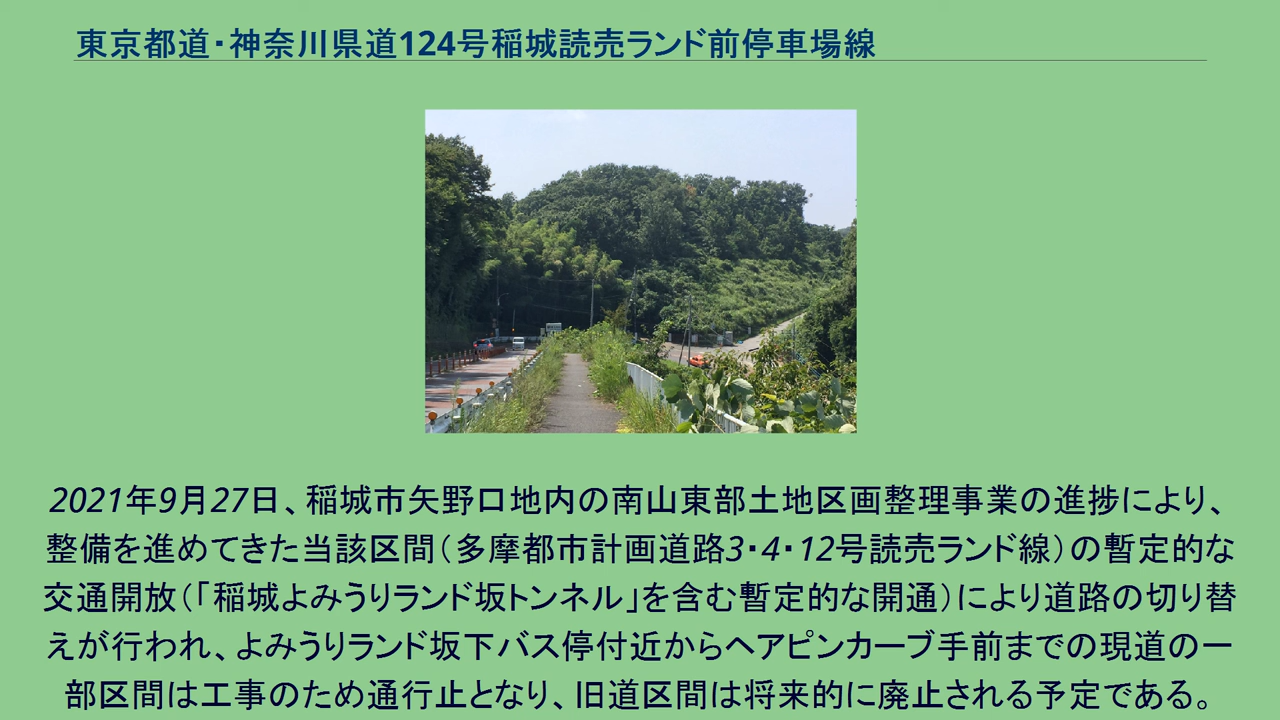 東京都道・神奈川県道124号稲城読売ランド前停車場線
2021年9月27日、稲城市矢野口地内の南山東部土地区画整理事業の進捗により、
整備を進めてきた当該区間（多摩都市計画道路3・4・12号読売ランド線）の暫定的な
交通開放（「稲城よみうりランド坂トンネル」を含む暫定的な開通）により道路の切り替
えが行われ、よみうりランド坂下バス停付近からヘアピンカーブ手前までの現道の一
部区間は工事のため通行止となり、旧道区間は将来的に廃止される予定である。